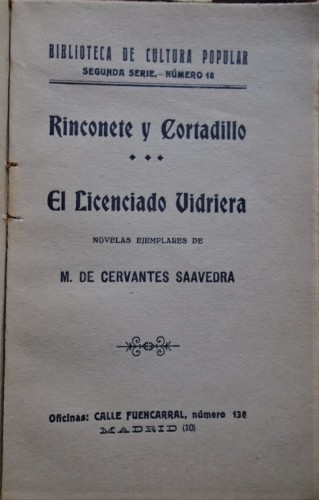 BIBLIOTECA DE CULTURA POPULAR
SEGUNDA SERIE.—NÚMERO 18
Rinconete y Cortadillo
El Licenciado Vidriera
NOVELAS EJEMPLARES DE
M. DE CERVANTES SAAVEDRA
Oficinas: CALLE FUENCARRAL, número 138
MADRID (10)